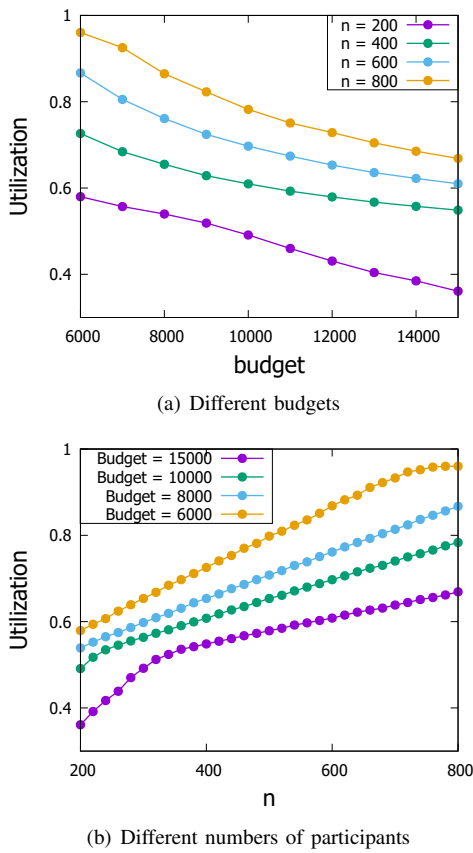 1
0.8
0.6
0.4
Utilization
n = 200
n = 400
n = 600
n = 800
6000 8000 10000 12000 14000
budget
(a) Different budgets
1
0.8
0.6
0.4
Utilization
Budget = 15000
Budget = 10000
Budget = 8000
Budget = 6000
200 400 600 800
n
(b) Different numbers of participants